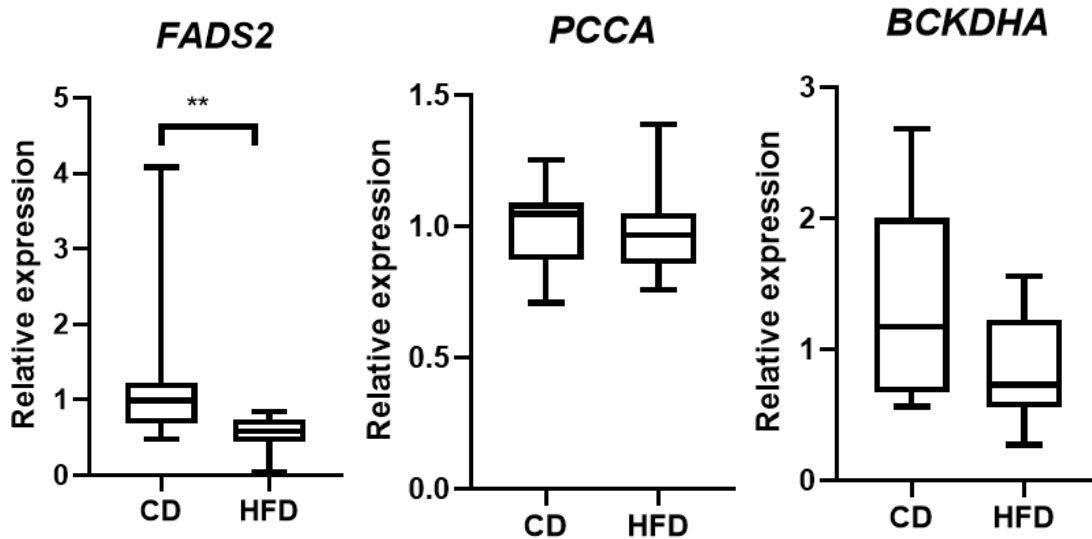 FADS2
**
5
4
3
2
1
0
Relative expression
CD
HFD
PCCA
1.5
1.0
0.5
0.0
Relative expression
CD
HFD
BCKDHA
3
2
1
0
Relative expression
CD
HFD